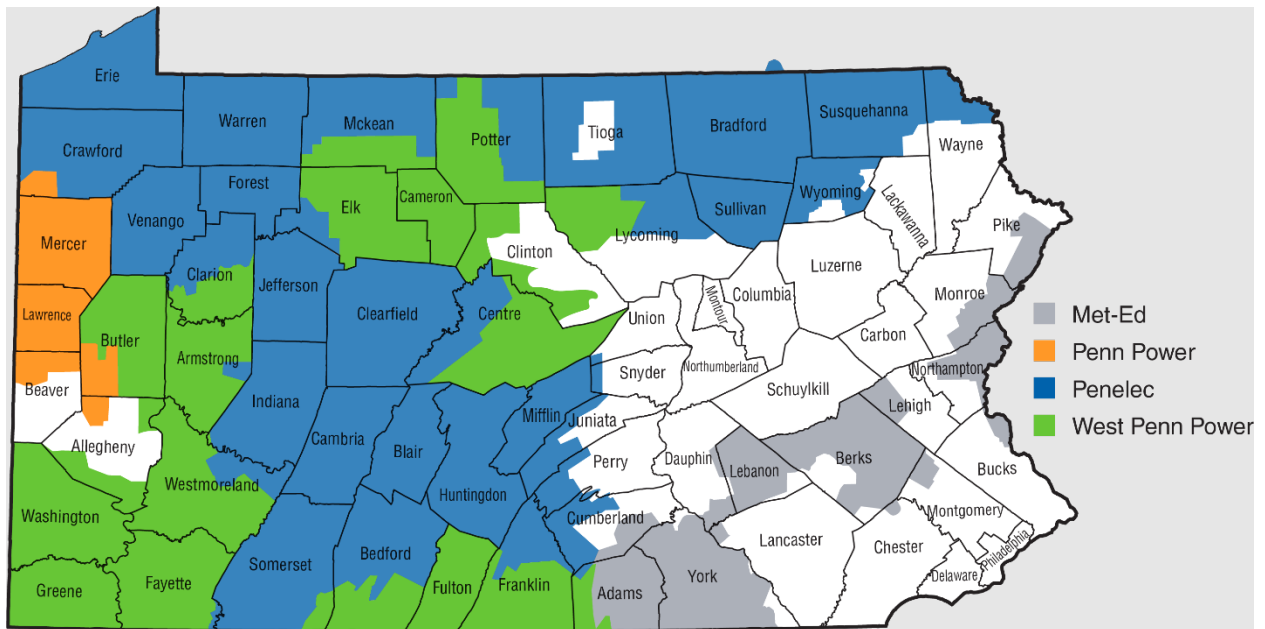 Erie
Warren
Mckean
Potter
Tioga
Bradford
Susquehanna
Wayne
Crawford
Forest
Venango
Elk
Cameron
Wyoming
Lackawanna
Sullivan
Pike
Mercer
Clinton
Lycoming
Luzerne
Clarion
Jefferson
Clearfield
Centre
Columbia
Montour
Monroe
Lawrence
Butler
Armstrong
Union
Carbon
Northumberland
Northampton
Snyder
Schuylkill
Lehigh
Beaver
Indiana
Mifflin
Juniata
Allegheny
Cambria
Blair
Perry
Dauphin
Lebanon
Berks
Bucks
Westmoreland
Huntingdon
Washington
Cumberland
Montgomery
Lancaster
Chester
Philadelphia
Somerset
Bedford
Delaware
Greene
Fayette
Fulton
Franklin
Adams
York
Met-Ed
Penn Power
Penelec
West Penn Power